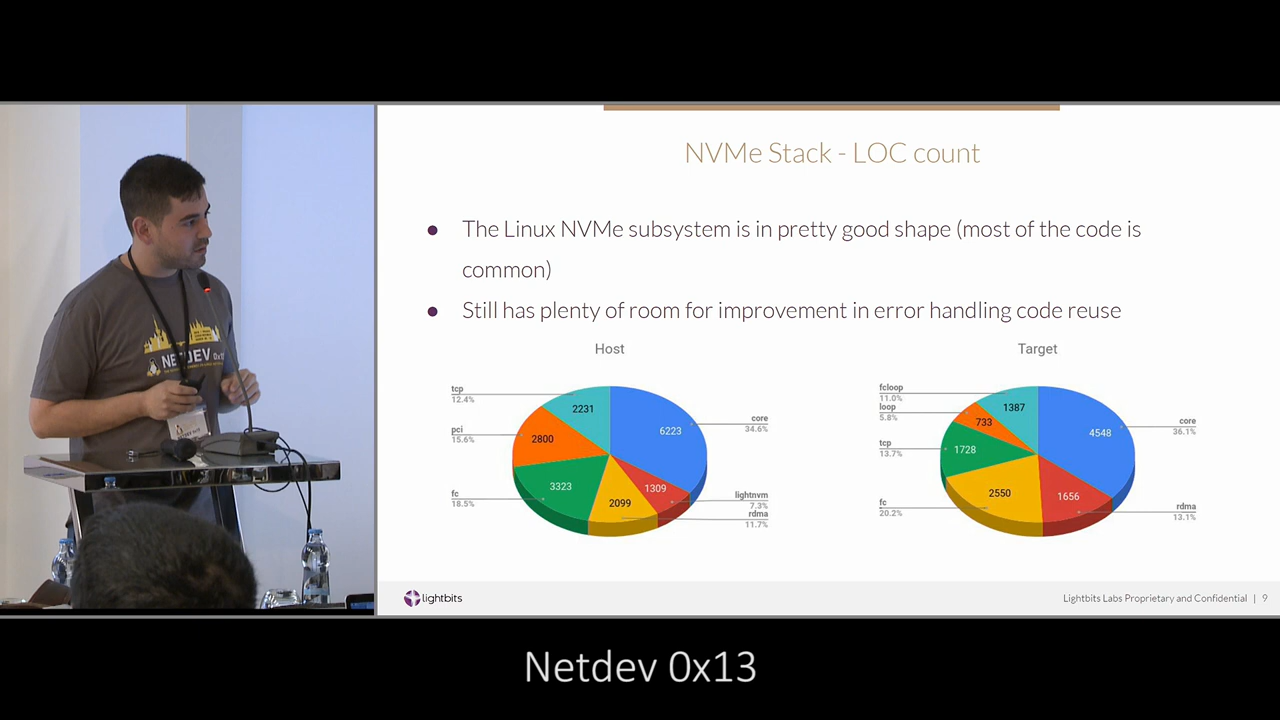 NVMe Stack - LOC count
● The Linux NVMe subsystem is in pretty good shape (most of the code is
common)
● Still has plenty of room for improvement in error handling code reuse
Host
tcp
12.4%
2231
pci
15.6%
2800
fc
18.5%
3323
core
34.6%
6223
lightnvm
7.3%
1309
rdma
11.7%
2099
Target
fcloop
11.0%
1387
loop
5.8%
733
tcp
13.7%
1728
fc
20.2%
2550
core
36.1%
4548
rdma
13.1%
1656
lightbits
Lightbits Labs Proprietary and Confidential | 9
NETDEV 0x13
Netdev 0x13